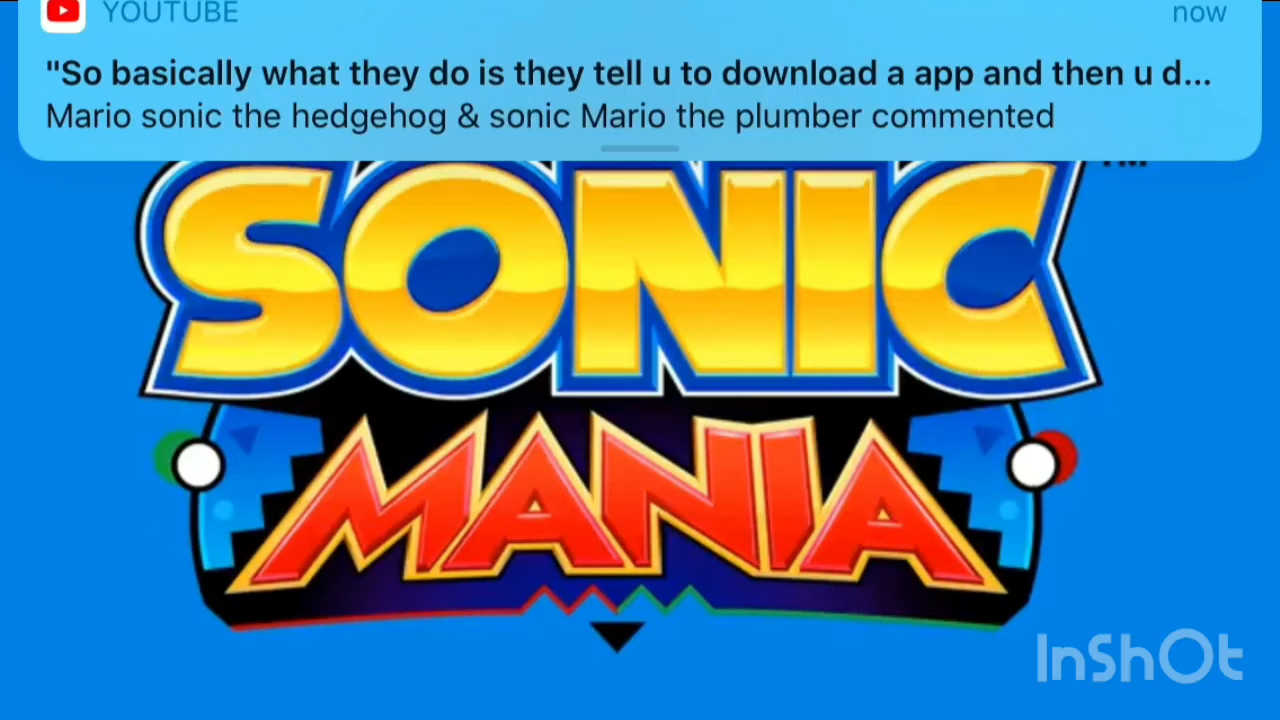 YOUTUBE
now
"So basically what they do is they tell u to download a app and then u d...
Mario sonic the hedgehog & sonic Mario the plumber commented
TM
SONIC
MANIA
InShOt